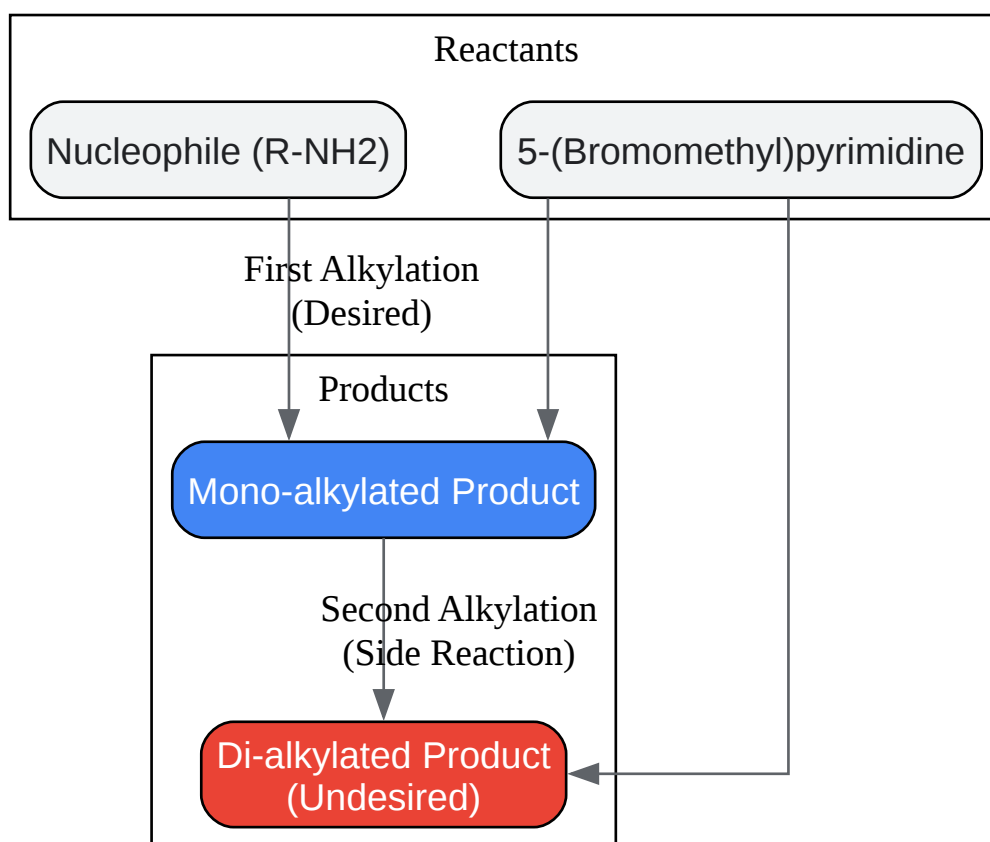 Reactants
Nucleophile (R-NH2)
5-(Bromomethyl)pyrimidine
First Alkylation
(Desired)
Products
Mono-alkylated Product
Second Alkylation
(Side Reaction)
Di-alkylated Product
(Undesired)